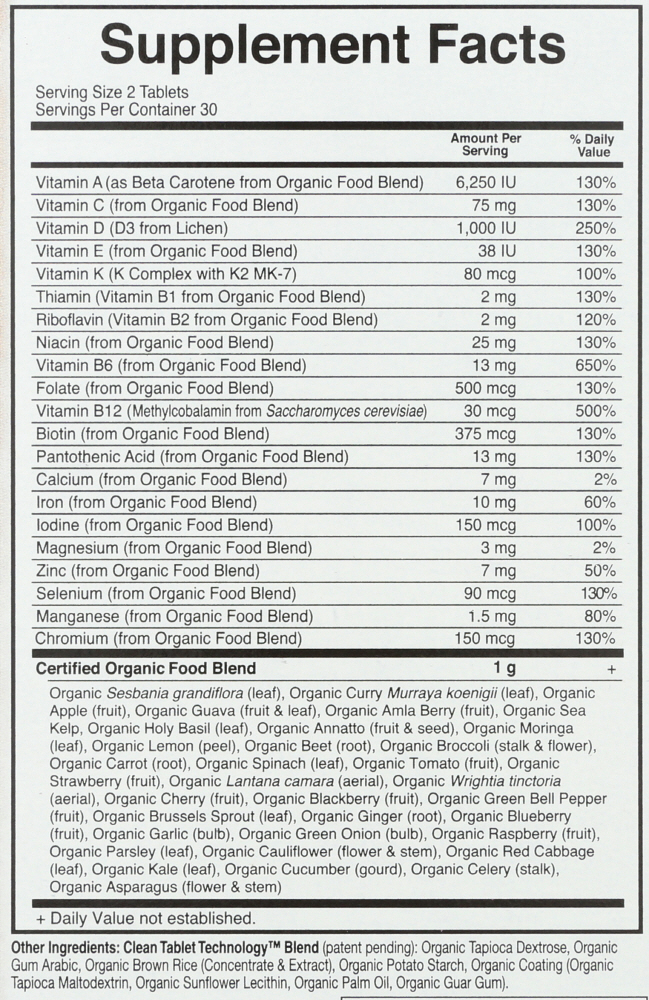 Supplement Facts
Serving Size 2 Tablets
Servings Per Container 30
Amount Per Serving % Daily Value
Vitamin A (as Beta Carotene from Organic Food Blend) 6,250 IU 130%
Vitamin C (from Organic Food Blend) 75 mg 130%
Vitamin D (D3 from Lichen) 1,000 IU 250%
Vitamin E (from Organic Food Blend) 38 IU 130%
Vitamin K (K Complex with K2 MK-7) 80 mcg 100%
Thiamin (Vitamin B1 from Organic Food Blend) 2 mg 130%
Riboflavin (Vitamin B2 from Organic Food Blend) 2 mg 120%
Niacin (from Organic Food Blend) 25 mg 130%
Vitamin B6 (from Organic Food Blend) 13 mg 650%
Folate (from Organic Food Blend) 500 mcg 130%
Vitamin B12 (Methylcobalamin from Saccharomyces cerevisiae) 30 mcg 500%
Biotin (from Organic Food Blend) 375 mcg 130%
Pantothenic Acid (from Organic Food Blend) 13 mg 130%
Calcium (from Organic Food Blend) 7 mg 2%
Iron (from Organic Food Blend) 10 mg 60%
Iodine (from Organic Food Blend) 150 mcg 100%
Magnesium (from Organic Food Blend) 3 mg 2%
Zinc (from Organic Food Blend) 7 mg 50%
Selenium (from Organic Food Blend) 90 mcg 130%
Manganese (from Organic Food Blend) 1.5 mg 80%
Chromium (from Organic Food Blend) 150 mcg 130%
Certified Organic Food Blend 1 g +
Organic Sesbania grandiflora (leaf), Organic Curry Murraya koenigii (leaf), Organic
Apple (fruit), Organic Guava (fruit & leaf), Organic Amla Berry (fruit), Organic Sea
Kelp, Organic Holy Basil (leaf), Organic Annatto (fruit & seed), Organic Moringa
(leaf), Organic Lemon (peel), Organic Beet (root), Organic Broccoli (stalk & flower),
Organic Carrot (root), Organic Spinach (leaf), Organic Tomato (fruit), Organic
Strawberry (fruit), Organic Lantana camara (aerial), Organic Wrightia tinctoria
(aerial), Organic Cherry (fruit), Organic Blackberry (fruit), Organic Green Bell Pepper
(fruit), Organic Brussels Sprout (leaf), Organic Ginger (root), Organic Blueberry
(fruit), Organic Garlic (bulb), Organic Green Onion (bulb), Organic Raspberry (fruit),
Organic Parsley (leaf), Organic Cauliflower (flower & stem), Organic Red Cabbage
(leaf), Organic Kale (leaf), Organic Cucumber (gourd), Organic Celery (stalk),
Organic Asparagus (flower & stem)
+ Daily Value not established.
Other Ingredients: Clean Tablet Technology™ Blend (patent pending): Organic Tapioca Dextrose, Organic
Gum Arabic, Organic Brown Rice (Concentrate & Extract), Organic Potato Starch, Organic Coating (Organic
Tapioca Maltodextrin, Organic Sunflower Lecithin, Organic Palm Oil, Organic Guar Gum).